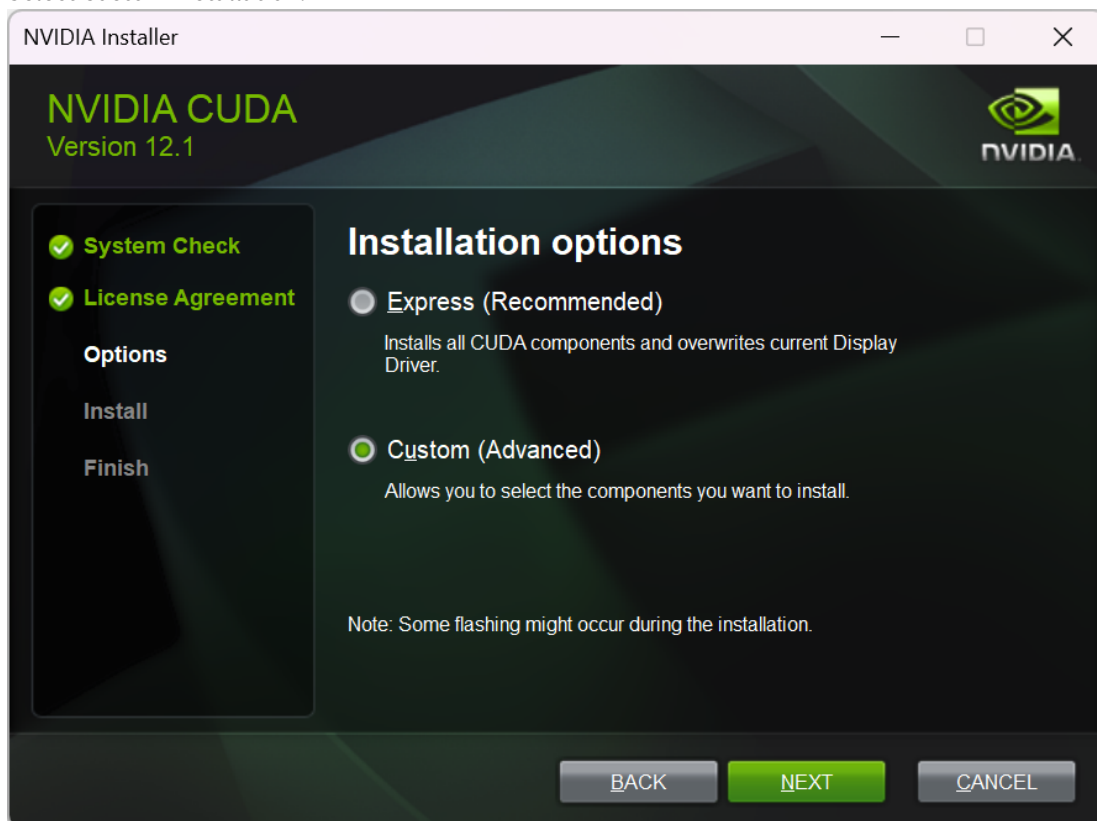 NVIDIA Installer
NVIDIA CUDA
Version 12.1
NVIDIA.
System Check
License Agreement
Options
Install
Finish
Installation options
Express (Recommended)
Installs all CUDA components and overwrites current Display
Driver.
Custom (Advanced)
Allows you to select the components you want to install.
Note: Some flashing might occur during the installation.
BACK
NEXT
CANCEL